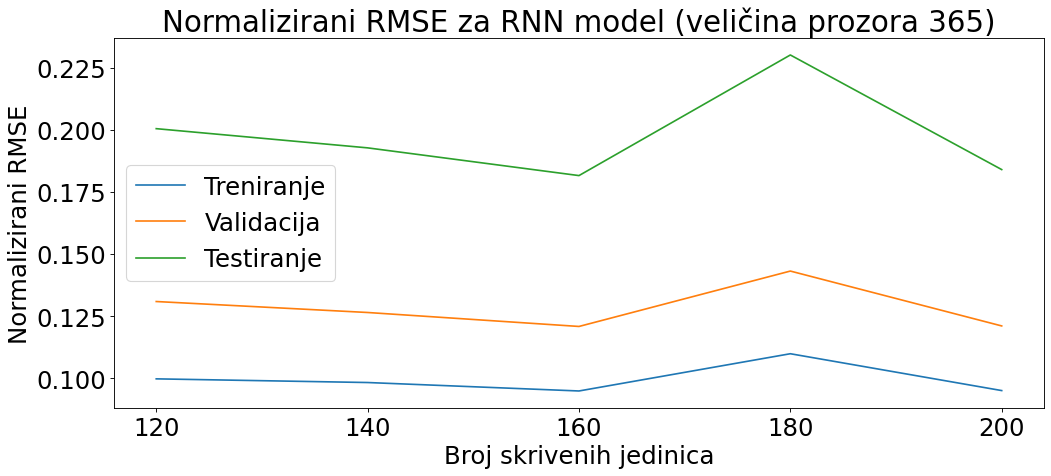 Normalizirani RMSE za RNN model (veličina prozora 365)
Normalizirani RMSE
0.225
0.200
0.175
0.150
0.125
0.100
Treniranje
Validacija
Testiranje
120 140 160 180 200
Broj skrivenih jedinica